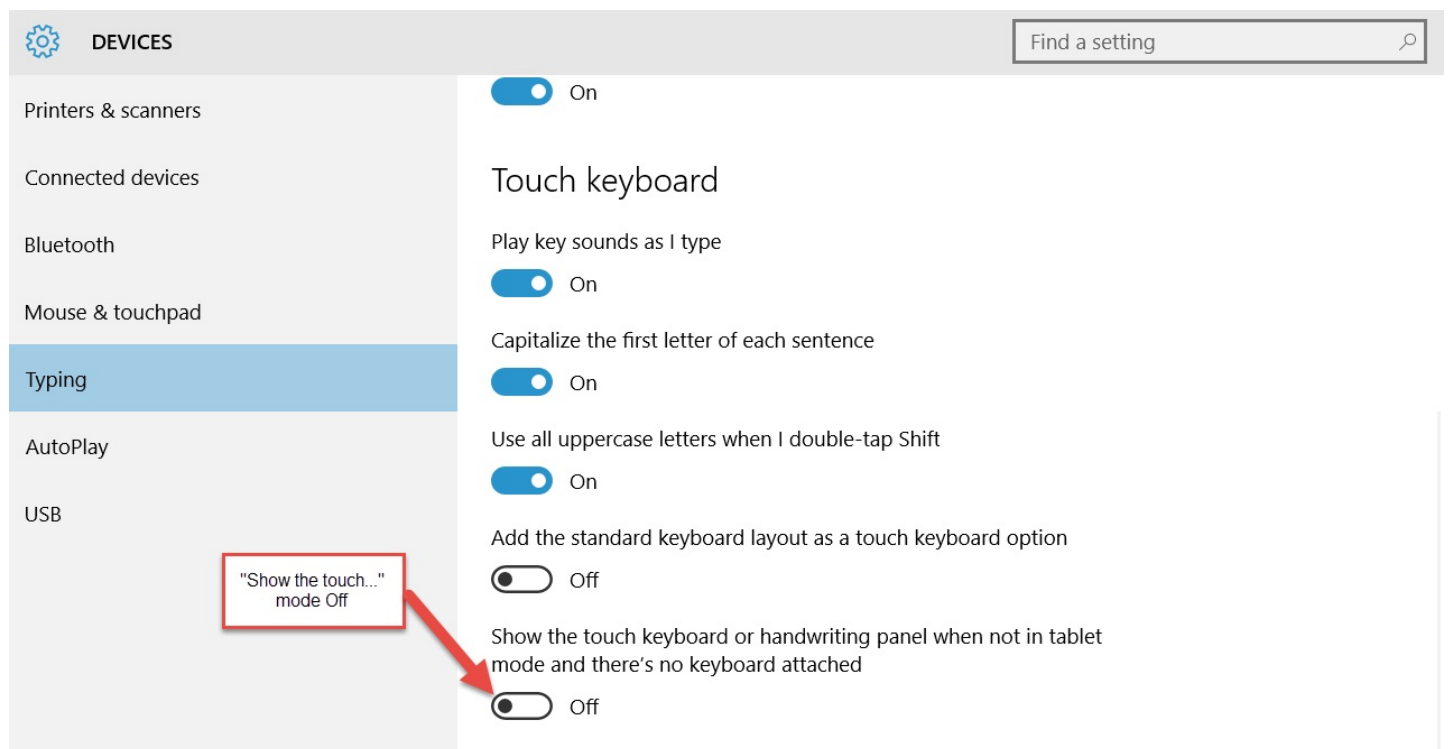 DEVICES
Find a setting
Printers & scanners
Connected devices
Bluetooth
Mouse & touchpad
Typing
AutoPlay
USB
On
Touch keyboard
Play key sounds as I type
On
Capitalize the first letter of each sentence
On
Use all uppercase letters when I double-tap Shift
On
Add the standard keyboard layout as a touch keyboard option
Off
"Show the touch..."
mode Off
Show the touch keyboard or handwriting panel when not in tablet
mode and there's no keyboard attached
Off